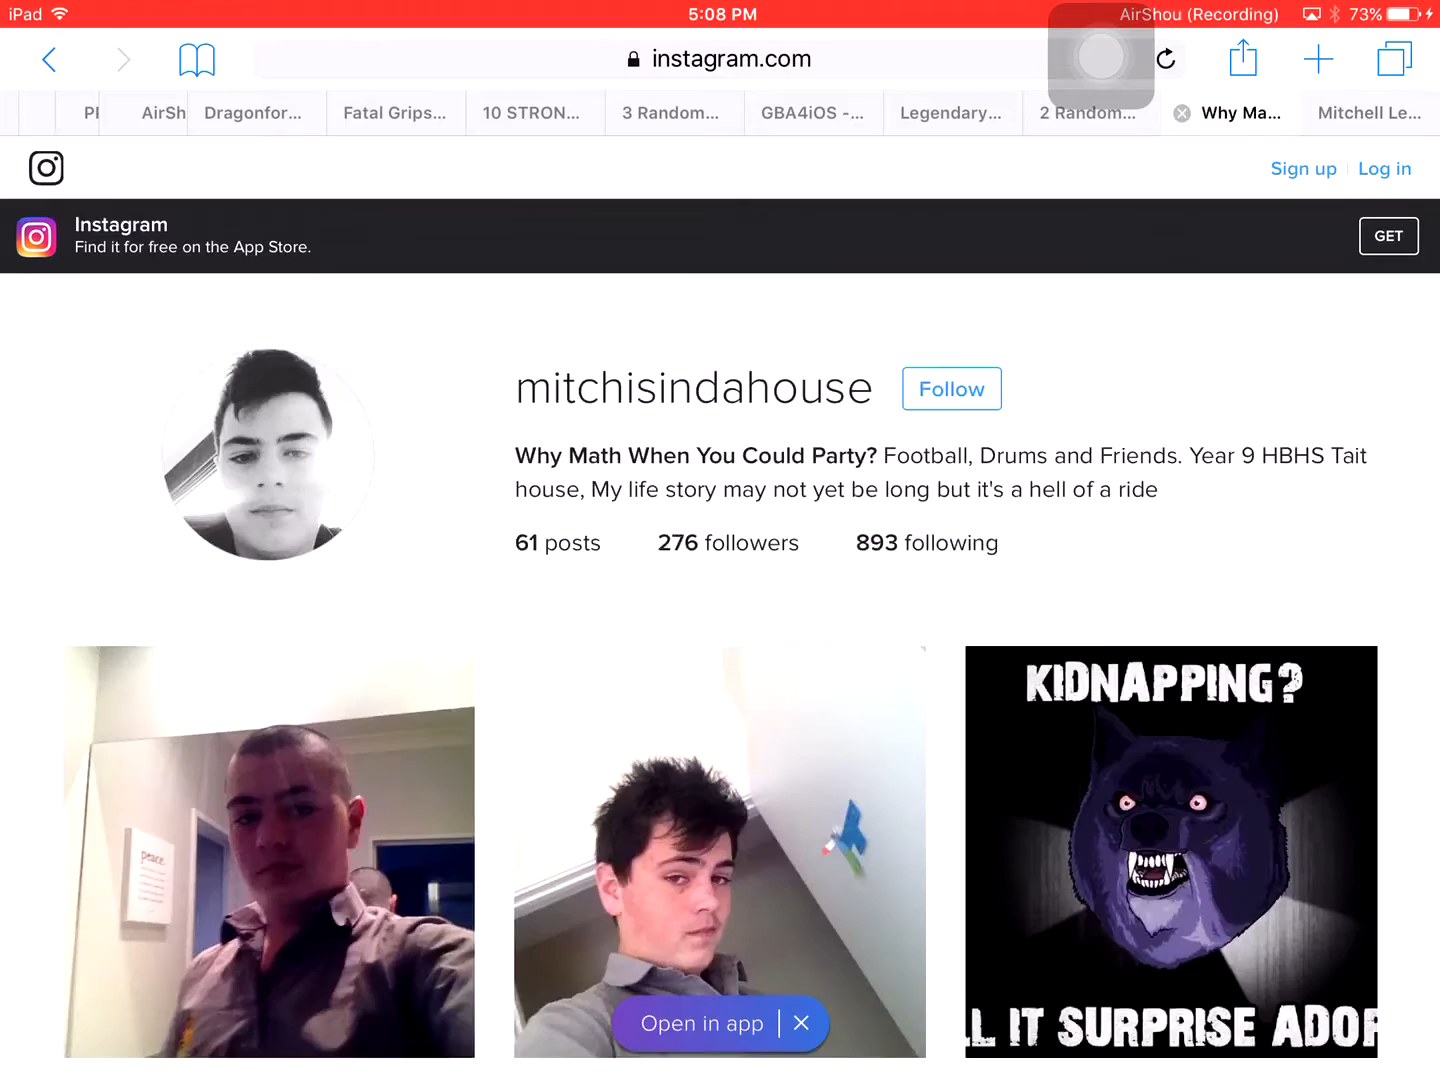 iPad
5:08 PM
AirShou (Recording)
73%
instagram.com
AirSh
Dragonfor...
Fatal Grips...
10 STRON...
3 Random...
GBA4iOS -...
Legendary...
2 Random...
Why Ma...
Mitchell Le...
Sign up
Log in
Instagram
Find it for free on the App Store.
GET
mitchisindahouse
Follow
Why Math When You Could Party? Football, Drums and Friends. Year 9 HBHS Tait
house, My life story may not yet be long but it's a hell of a ride
61 posts
276 followers
893 following
peace.
KIDNAPPING?
LL IT SURPRISE ADOP
Open in app